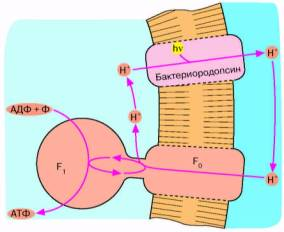 hν
H⁺
H⁺
Бактериородопсин
H⁺
АДФ + Ф
F₁
F₀
H⁺
АТФ